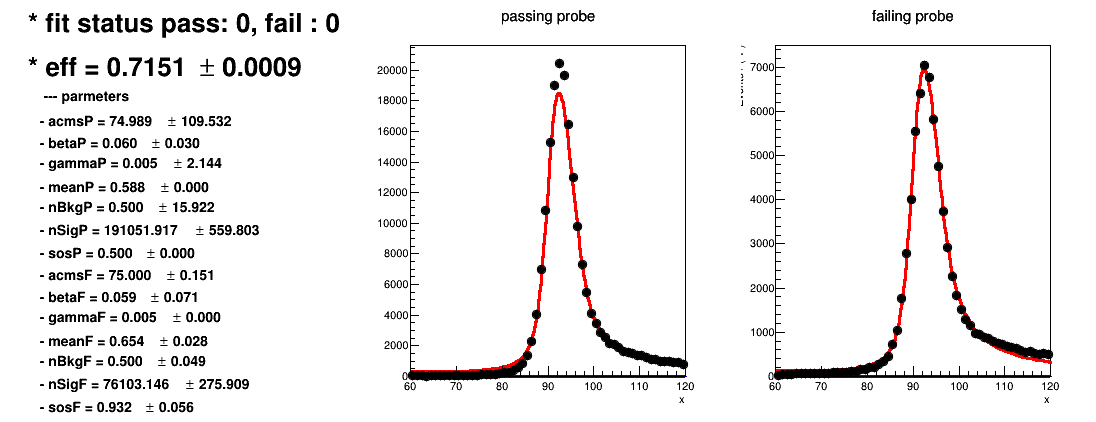 * fit status pass: 0, fail : 0
* eff = 0.7151 ± 0.0009
--- parmeters
- acmsP = 74.989 ± 109.532
- betaP = 0.060 ± 0.030
- gammaP = 0.005 ± 2.144
- meanP = 0.588 ± 0.000
- nBkgP = 0.500 ± 15.922
- nSigP = 191051.917 ± 559.803
- sosP = 0.500 ± 0.000
- acmsF = 75.000 ± 0.151
- betaF = 0.059 ± 0.071
- gammaF = 0.005 ± 0.000
- meanF = 0.654 ± 0.028
- nBkgF = 0.500 ± 0.049
- nSigF = 76103.146 ± 275.909
- sosF = 0.932 ± 0.056
passing probe
20000
18000
16000
14000
12000
10000
8000
6000
4000
2000
0
60 70 80 90 100 110 120
x
failing probe
7000
6000
5000
4000
3000
2000
1000
0
60 70 80 90 100 110 120
x